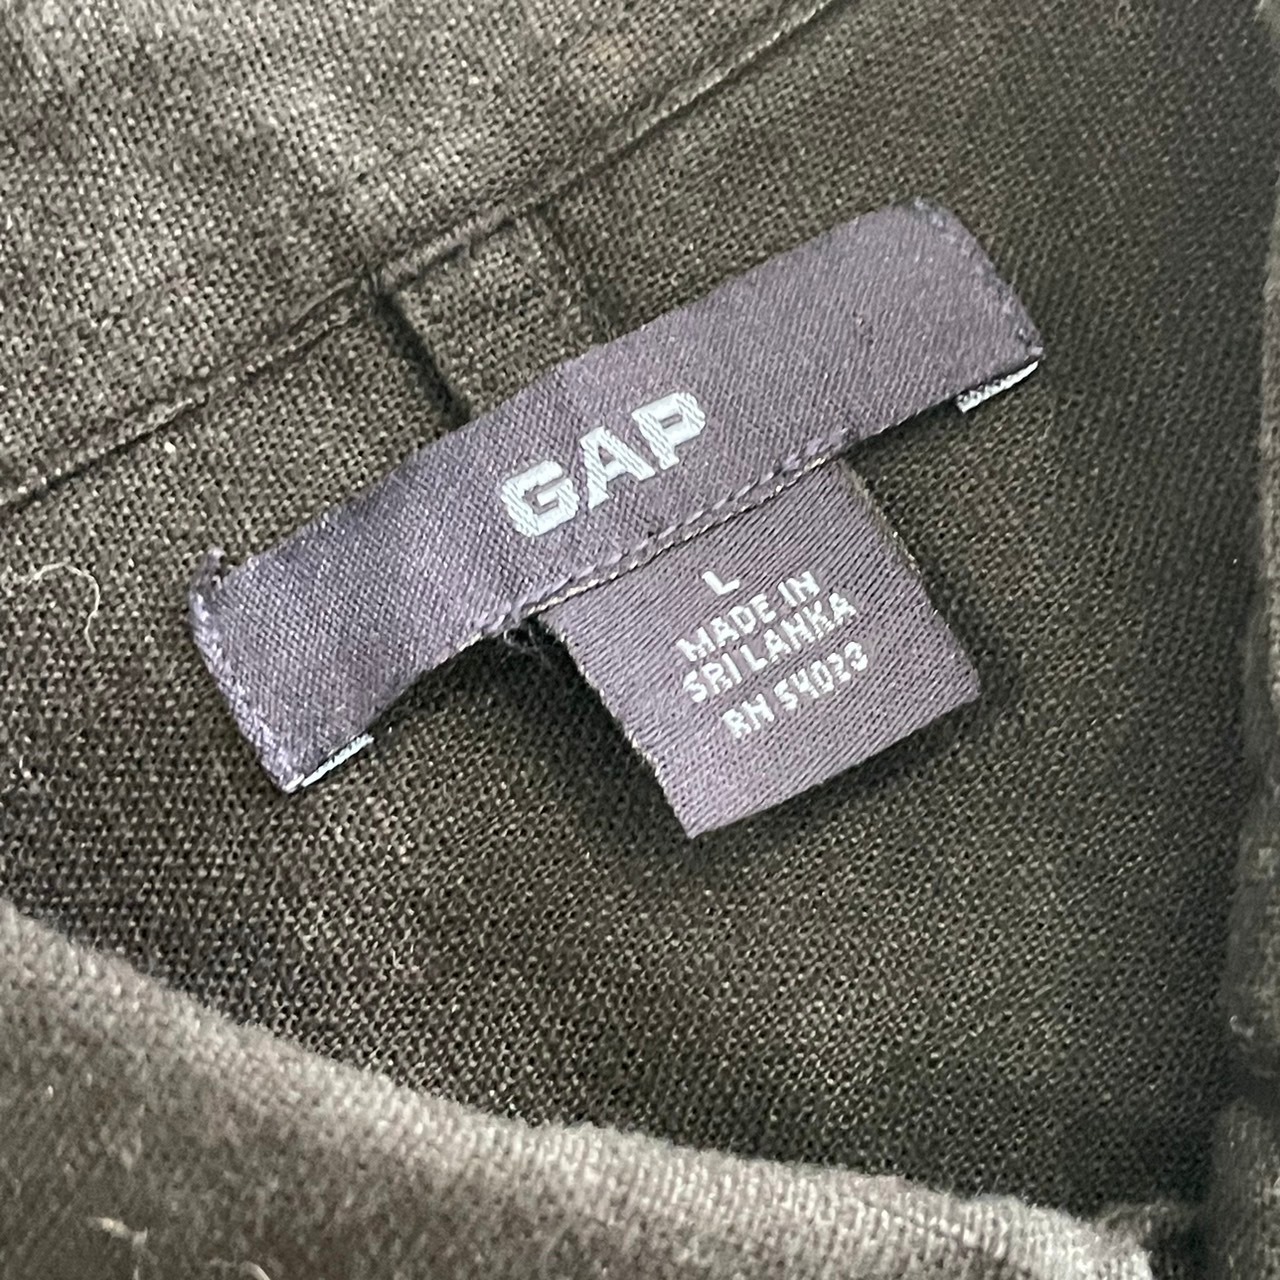 GAP
L
MADE IN
SRI LANKA
RN 54023